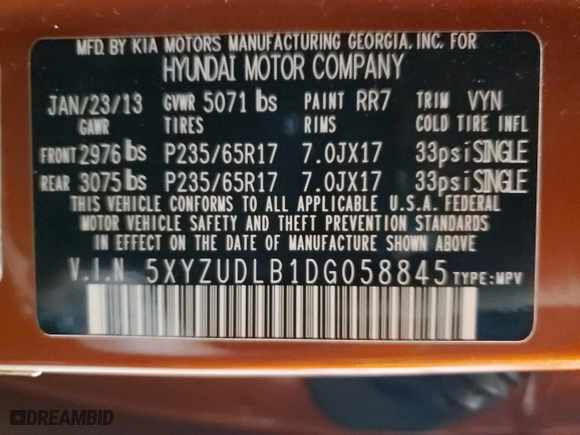 MFD. BY KIA MOTORS MANUFACTURING GEORGIA, INC. FOR
HYUNDAI MOTOR COMPANY
JAN/23/13 GVWR 5071 lbs PAINT RR7 TRIM VYN
GAWR TIRES RIMS COLD TIRE INFL
FRONT 2976 lbs P235/65R17 7.0JX17 33psi SINGLE
REAR 3075 lbs P235/65R17 7.0JX17 33psi SINGLE
THIS VEHICLE CONFORMS TO ALL APPLICABLE U.S.A. FEDERAL
MOTOR VEHICLE SAFETY AND THEFT PREVENTION STANDARDS
IN EFFECT ON THE DATE OF MANUFACTURE SHOWN ABOVE
V.I.N 5XYZUDLB1DG058845 TYPE:MPV
DREAMBID